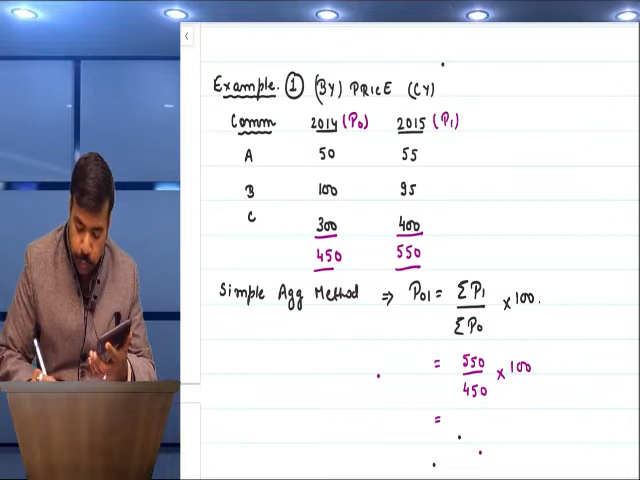 Example. 1 (BY) PRICE (CY)
Comm 2014 (P0) 2015 (P1)
A 50 55
B 100 95
C 300 400
450 550
Simple Agg Method ⇒ P01 = ΣP1 / ΣP0 × 100.
= 550 / 450 × 100
=